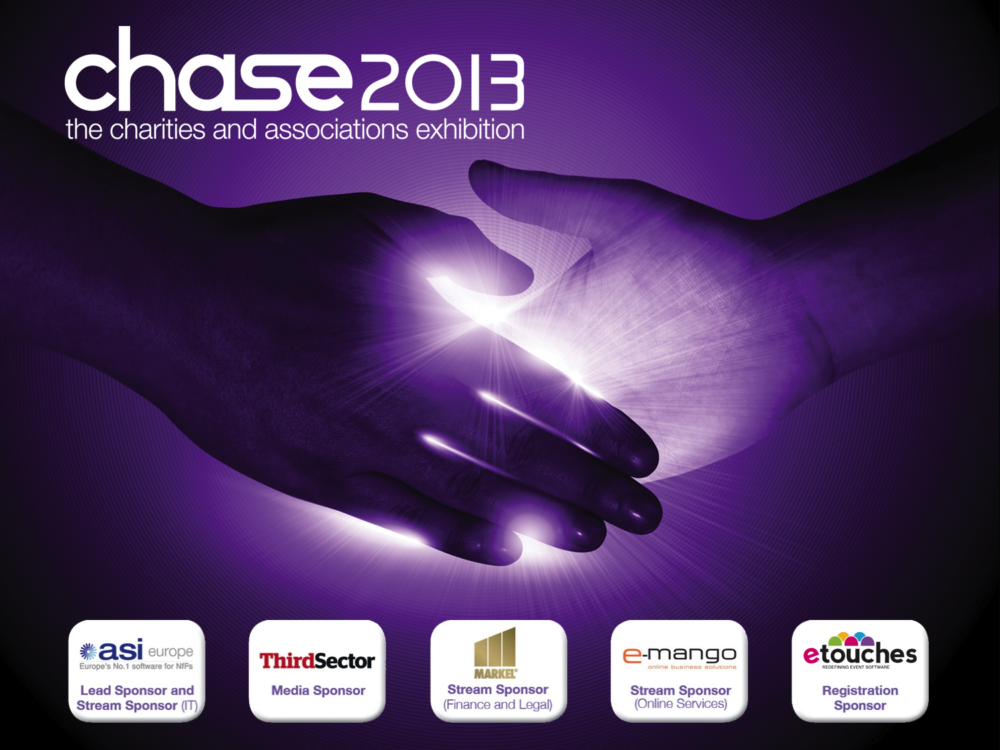 chase 2013
the charities and associations exhibition
asi europe
Europe's No.1 software for NfPs
Lead Sponsor and
Stream Sponsor (IT)
ThirdSector
Media Sponsor
MARKEL®
Stream Sponsor
(Finance and Legal)
e-mango
online business solutions
Stream Sponsor
(Online Services)
etouches
REDEFINING EVENT SOFTWARE
Registration
Sponsor